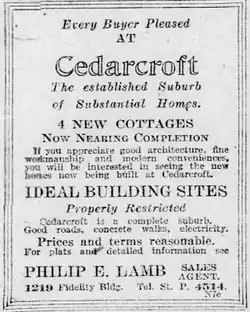 Every Buyer Pleased
AT
Cedarcroft
The established Suburb
of Substantial Homes.
4 NEW COTTAGES
NOW NEARING COMPLETION
If you appreciate good architecture, fine
workmanship and modern conveniences,
you will be interested in seeing the new
homes now being built at Cedarcroft.
IDEAL BUILDING SITES
Properly Restricted
Cedarcroft is a complete suburb.
Good roads, concrete walks, electricity.
Prices and terms reasonable.
For plats and detailed information see
PHILIP E. LAMB SALES AGENT.
1219 Fidelity Bldg. Tel. St. P. 4514.